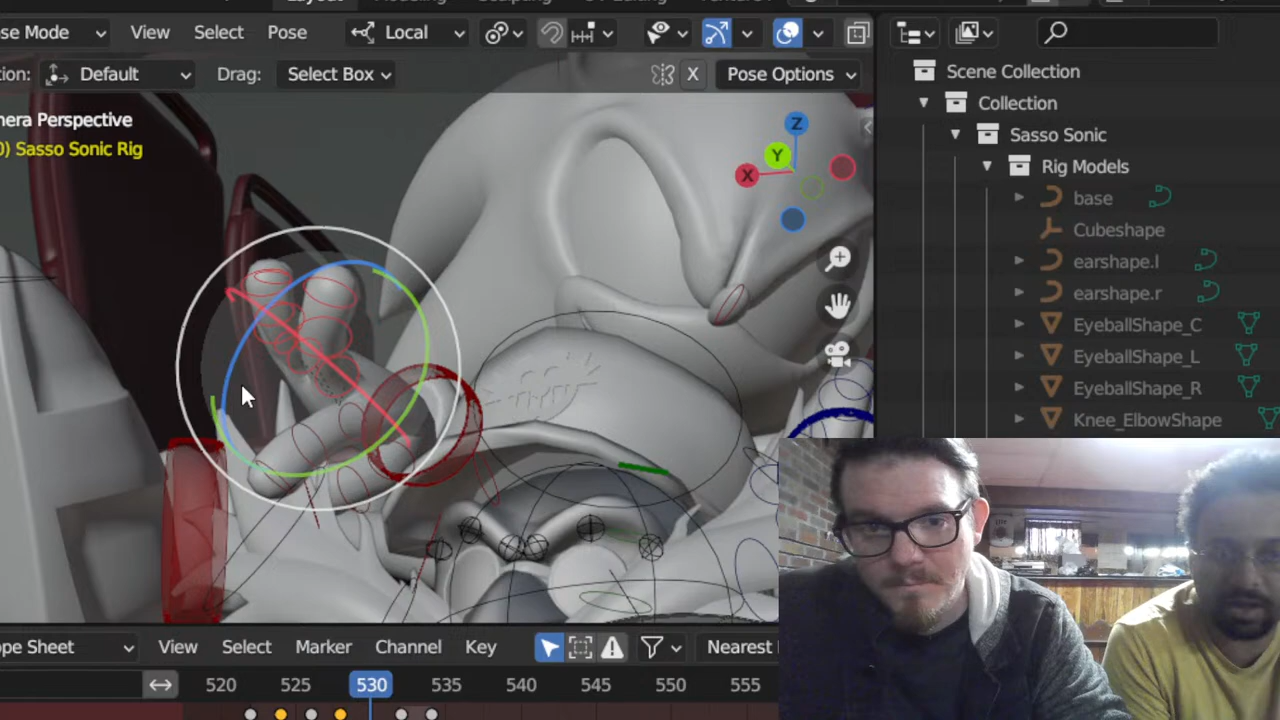 se Mode View Select Pose Local
ion: Default Drag: Select Box X Pose Options
nera Perspective
0) Sasso Sonic Rig
Z
Y
X
Scene Collection
Collection
Sasso Sonic
Rig Models
base
Cubeshape
earshape.l
earshape.r
EyeballShape_C
EyeballShape_L
EyeballShape_R
Knee_ElbowShape
ope Sheet View Select Marker Channel Key Nearest
520 525 530 535 540 545 550 555